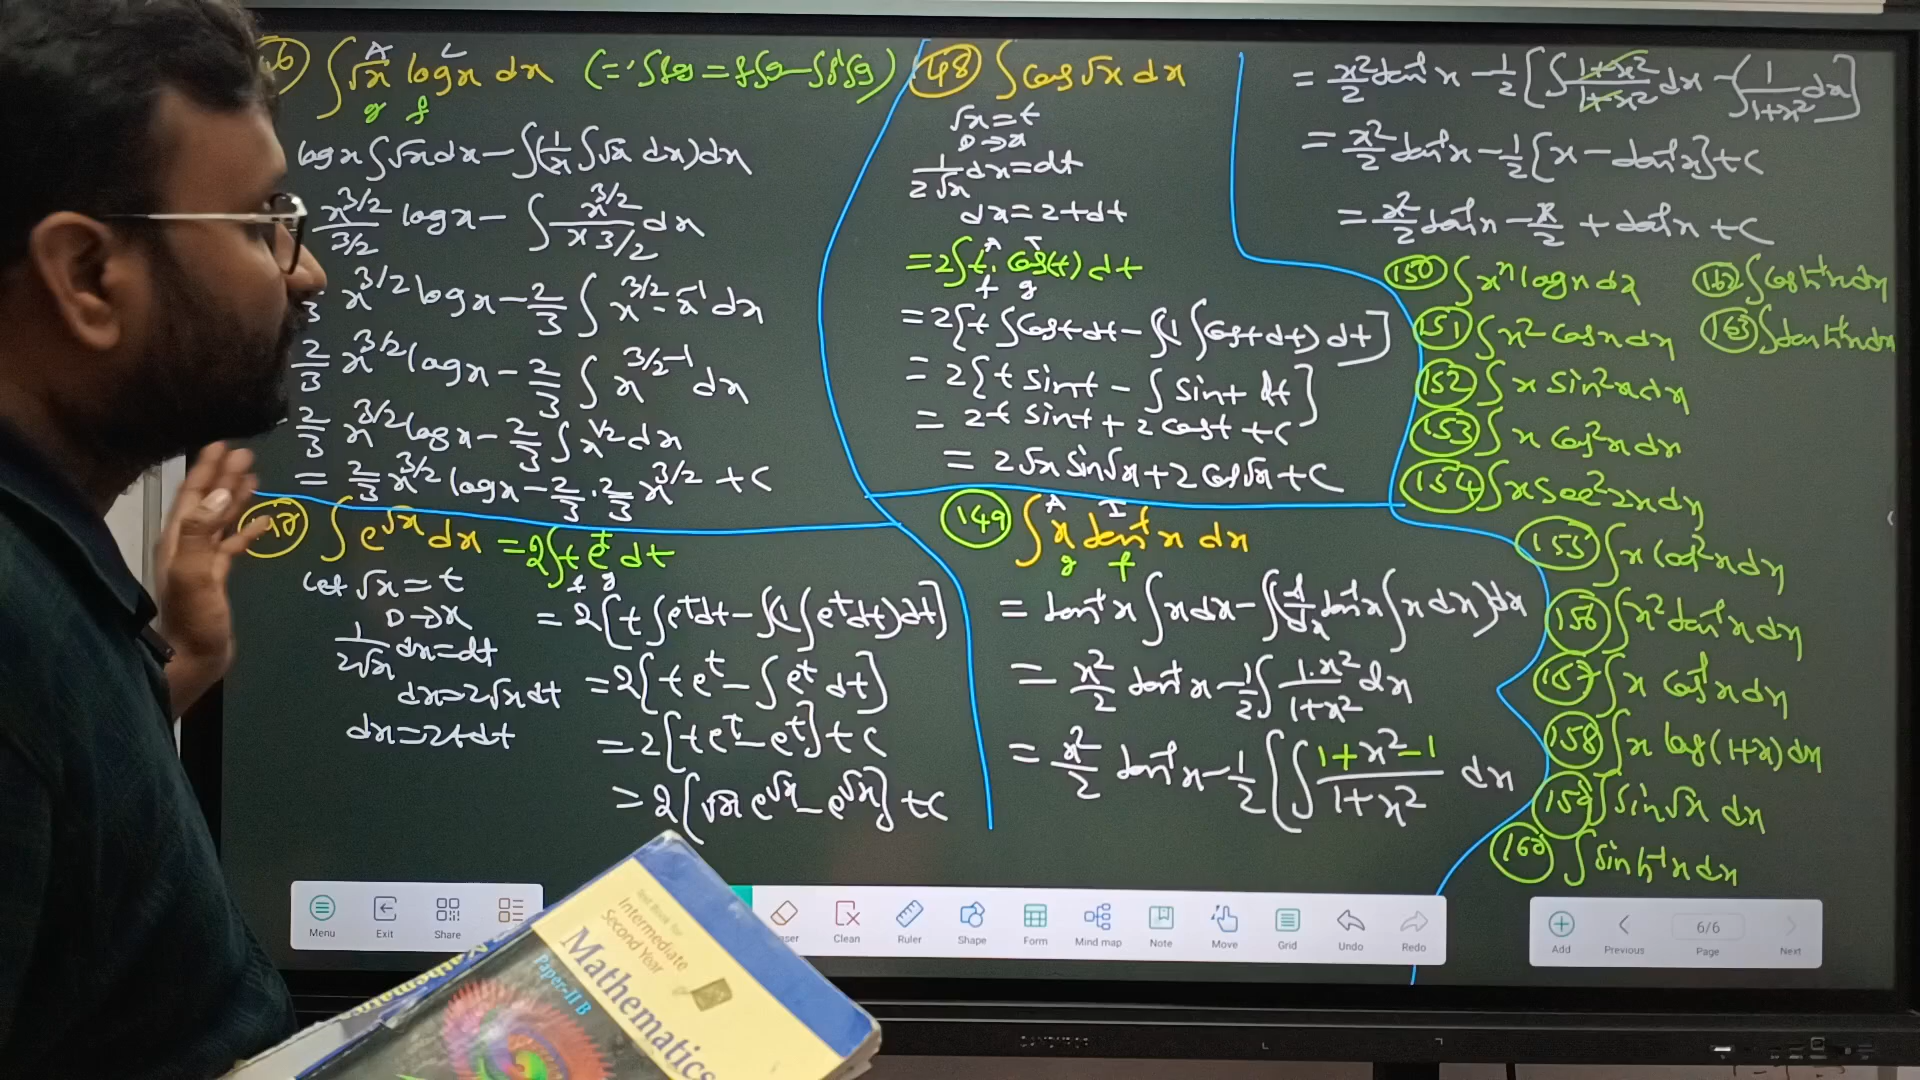 ∫ √x log x dx (∵ ∫fg = f∫g − ∫f'∫g)
A L
g f
log x ∫√x dx − ∫(1/x ∫√x dx) dx
x^(3/2)/(3/2) log x − ∫ x^(3/2)/(x 3/2) dx
x^(3/2) log x − 2/3 ∫ x^(3/2) · x^(-1) dx
2/3 x^(3/2) log x − 2/3 ∫ x^(3/2 − 1) dx
2/3 x^(3/2) log x − 2/3 ∫ x^(1/2) dx
= 2/3 x^(3/2) log x − 2/3 · 2/3 x^(3/2) + c
∫ e^√x dx = 2∫ t e^t dt
f g
Let √x = t
D→x
1/(2√x) dx = dt
dx = 2√x dt
dx = 2t dt
= 2[t ∫e^t dt − ∫(1 ∫e^t dt) dt]
= 2[t e^t − ∫e^t dt]
= 2[t e^t − e^t] + c
= 2[√x e^√x − e^√x] + c
148 ∫ cos √x dx
√x = t
D→x
1/(2√x) dx = dt
dx = 2t dt
= 2∫ t. cos(t) dt
A T
f g
= 2[t ∫cos t dt − ∫(1 ∫cos t dt) dt]
= 2[t sin t − ∫ sin t dt]
= 2t sin t + 2 cos t + c
= 2√x sin√x + 2 cos√x + c
149 ∫ x tan⁻¹x dx
A I
g f
= tan⁻¹x ∫x dx − ∫(d/dx tan⁻¹x ∫x dx) dx
= x²/2 tan⁻¹x − 1/2 ∫ 1.x²/(1+x²) dx
= x²/2 tan⁻¹x − 1/2 [∫ (1+x²−1)/(1+x²) dx
= x²/2 tan⁻¹x − 1/2 [∫ (1+x²)/(1+x²) dx − ∫ 1/(1+x²) dx]
= x²/2 tan⁻¹x − 1/2 [x − tan⁻¹x] + c
= x²/2 tan⁻¹x − x/2 + tan⁻¹x + c
150 ∫ xⁿ log x dx
151 ∫ x² cos x dx
152 ∫ x sin²x dx
153 ∫ x cos²x dx
154 ∫ x sec²2x dx
155 ∫ x cot²x dx
156 ∫ x² tan⁻¹x dx
157 ∫ x cos⁻¹x dx
158 ∫ x log(1+x) dx
159 ∫ sin√x dx
160 ∫ sinh⁻¹x dx
162 ∫ cosh⁻¹x dx
163 ∫ tanh⁻¹x dx
Menu
Exit
Share
Clean
Ruler
Shape
Form
Mind map
Note
Move
Grid
Undo
Redo
Add
Previous
6/6
Page
Next
Text Book for
Intermediate
Second Year
Mathematics
Paper-II B